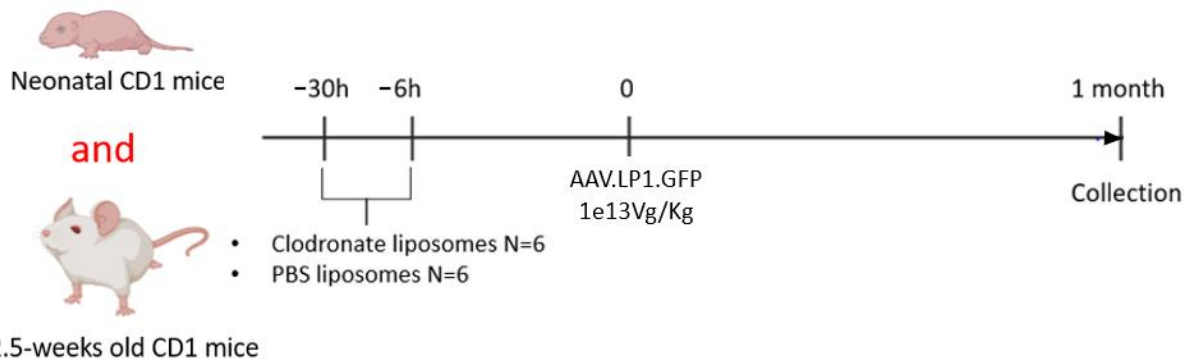 Neonatal CD1 mice
and
.5-weeks old CD1 mice
−30h −6h 0 1 month
AAV.LP1.GFP
1e13Vg/Kg
Collection
• Clodronate liposomes N=6
• PBS liposomes N=6